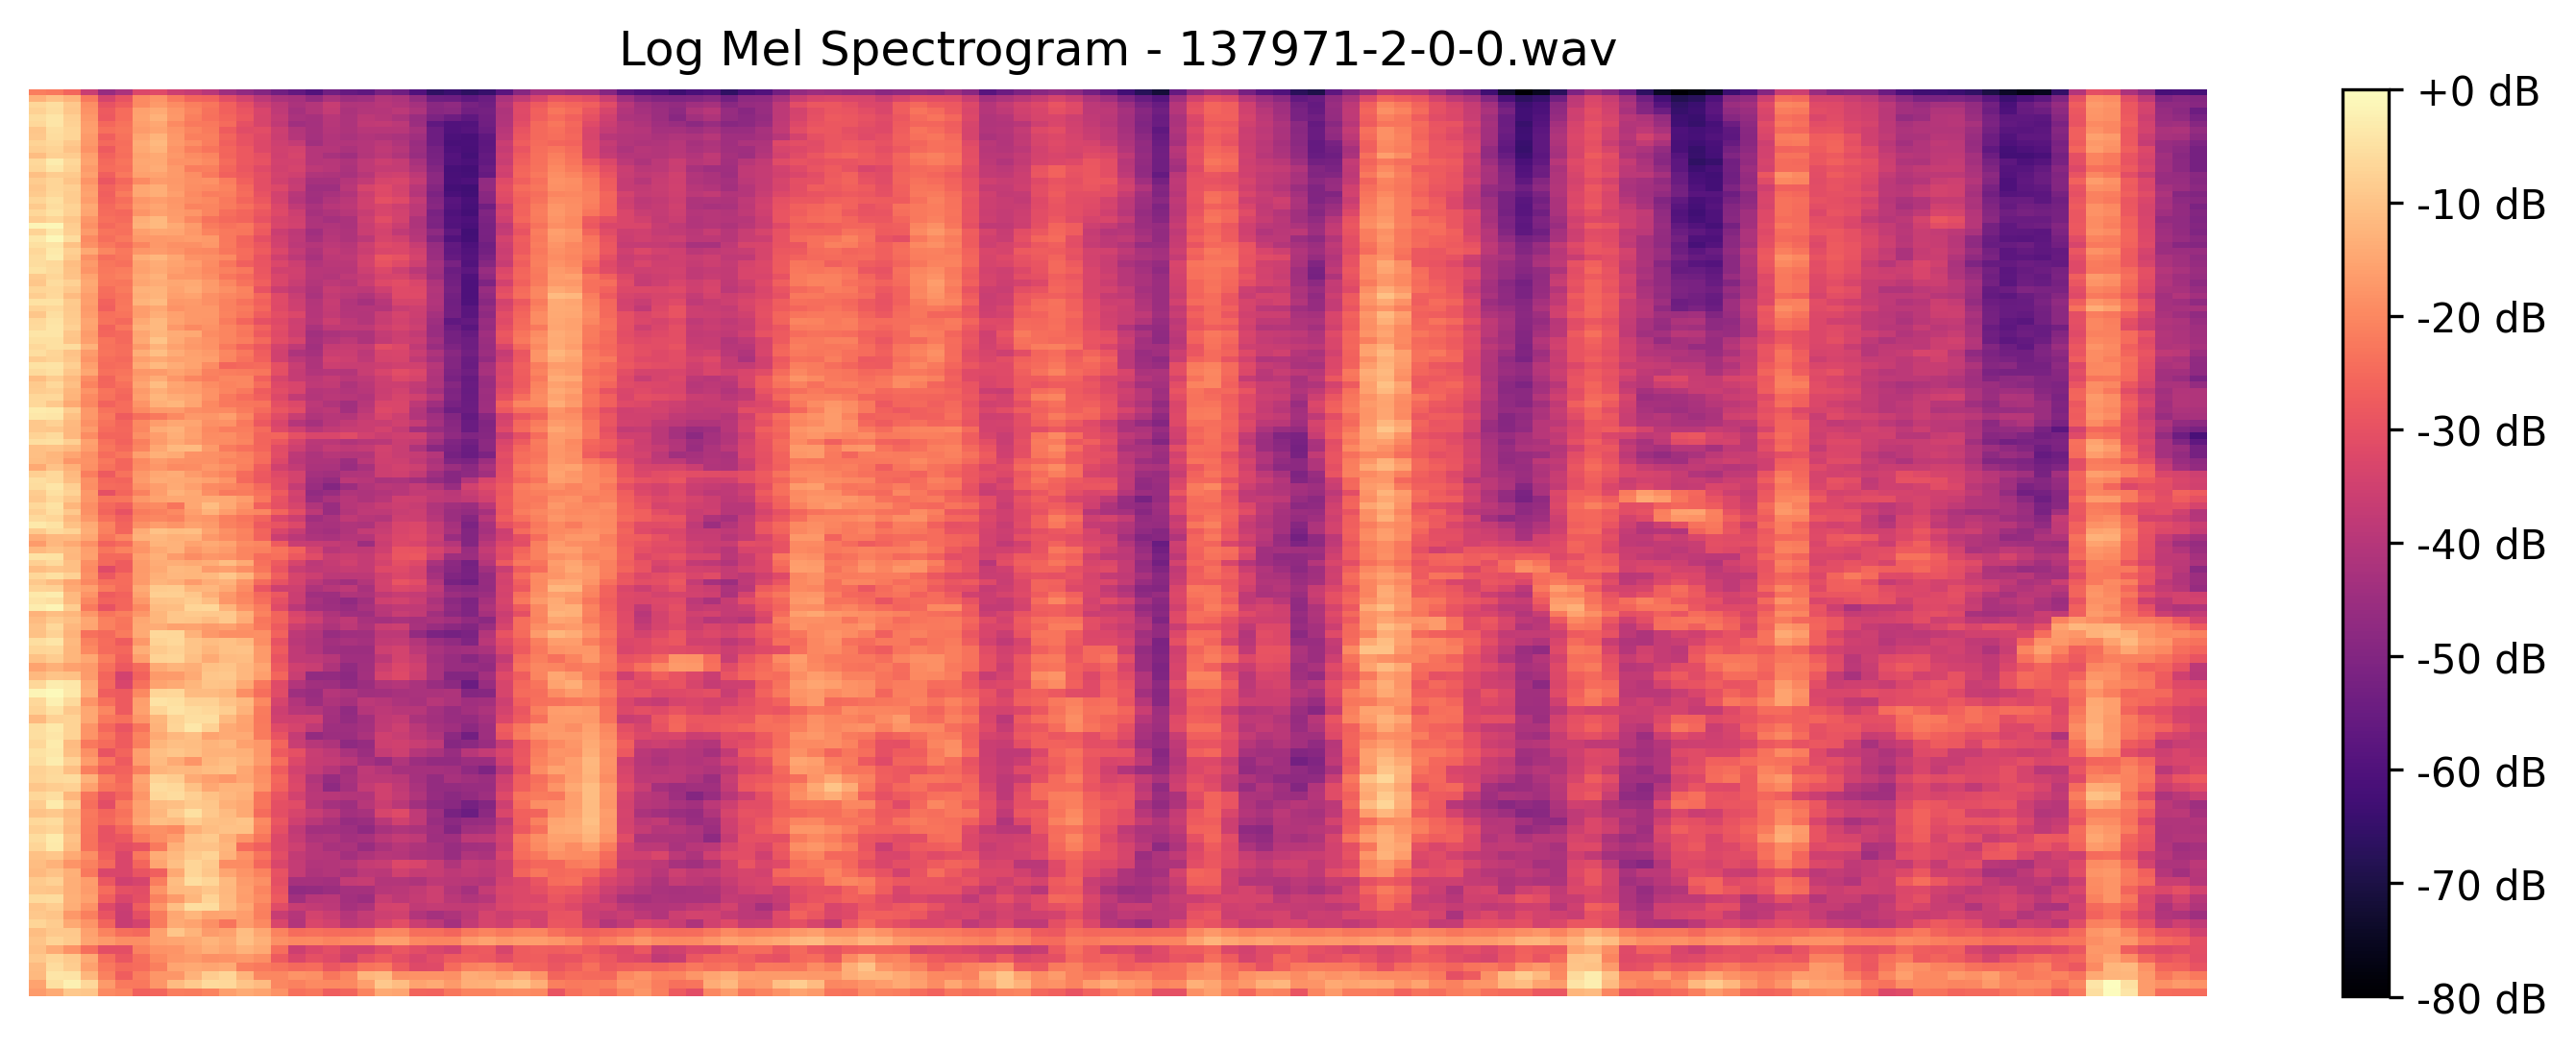 Log Mel Spectrogram - 137971-2-0-0.wav
+0 dB
-10 dB
-20 dB
-30 dB
-40 dB
-50 dB
-60 dB
-70 dB
-80 dB